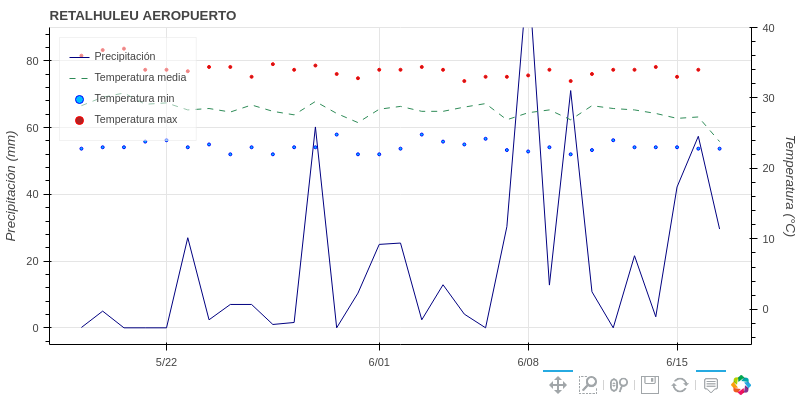 RETALHULEU AEROPUERTO
Precipitación
Temperatura media
Temperatura min
Temperatura max
Precipitación (mm)
80
60
40
20
0
Temperatura (°C)
40
30
20
10
0
5/22
6/01
6/08
6/15